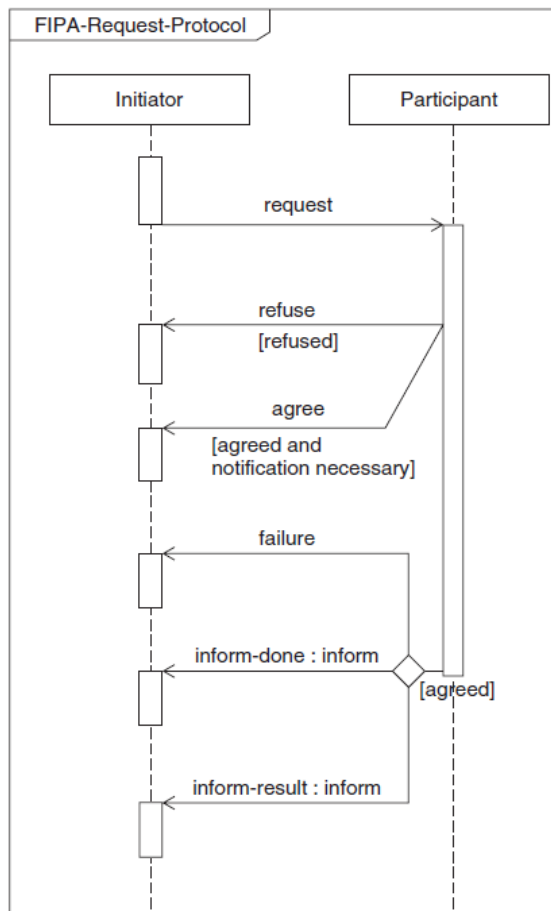 FIPA-Request-Protocol
Initiator
Participant
request
refuse
[refused]
agree
[agreed and
notification necessary]
failure
inform-done : inform
[agreed]
inform-result : inform